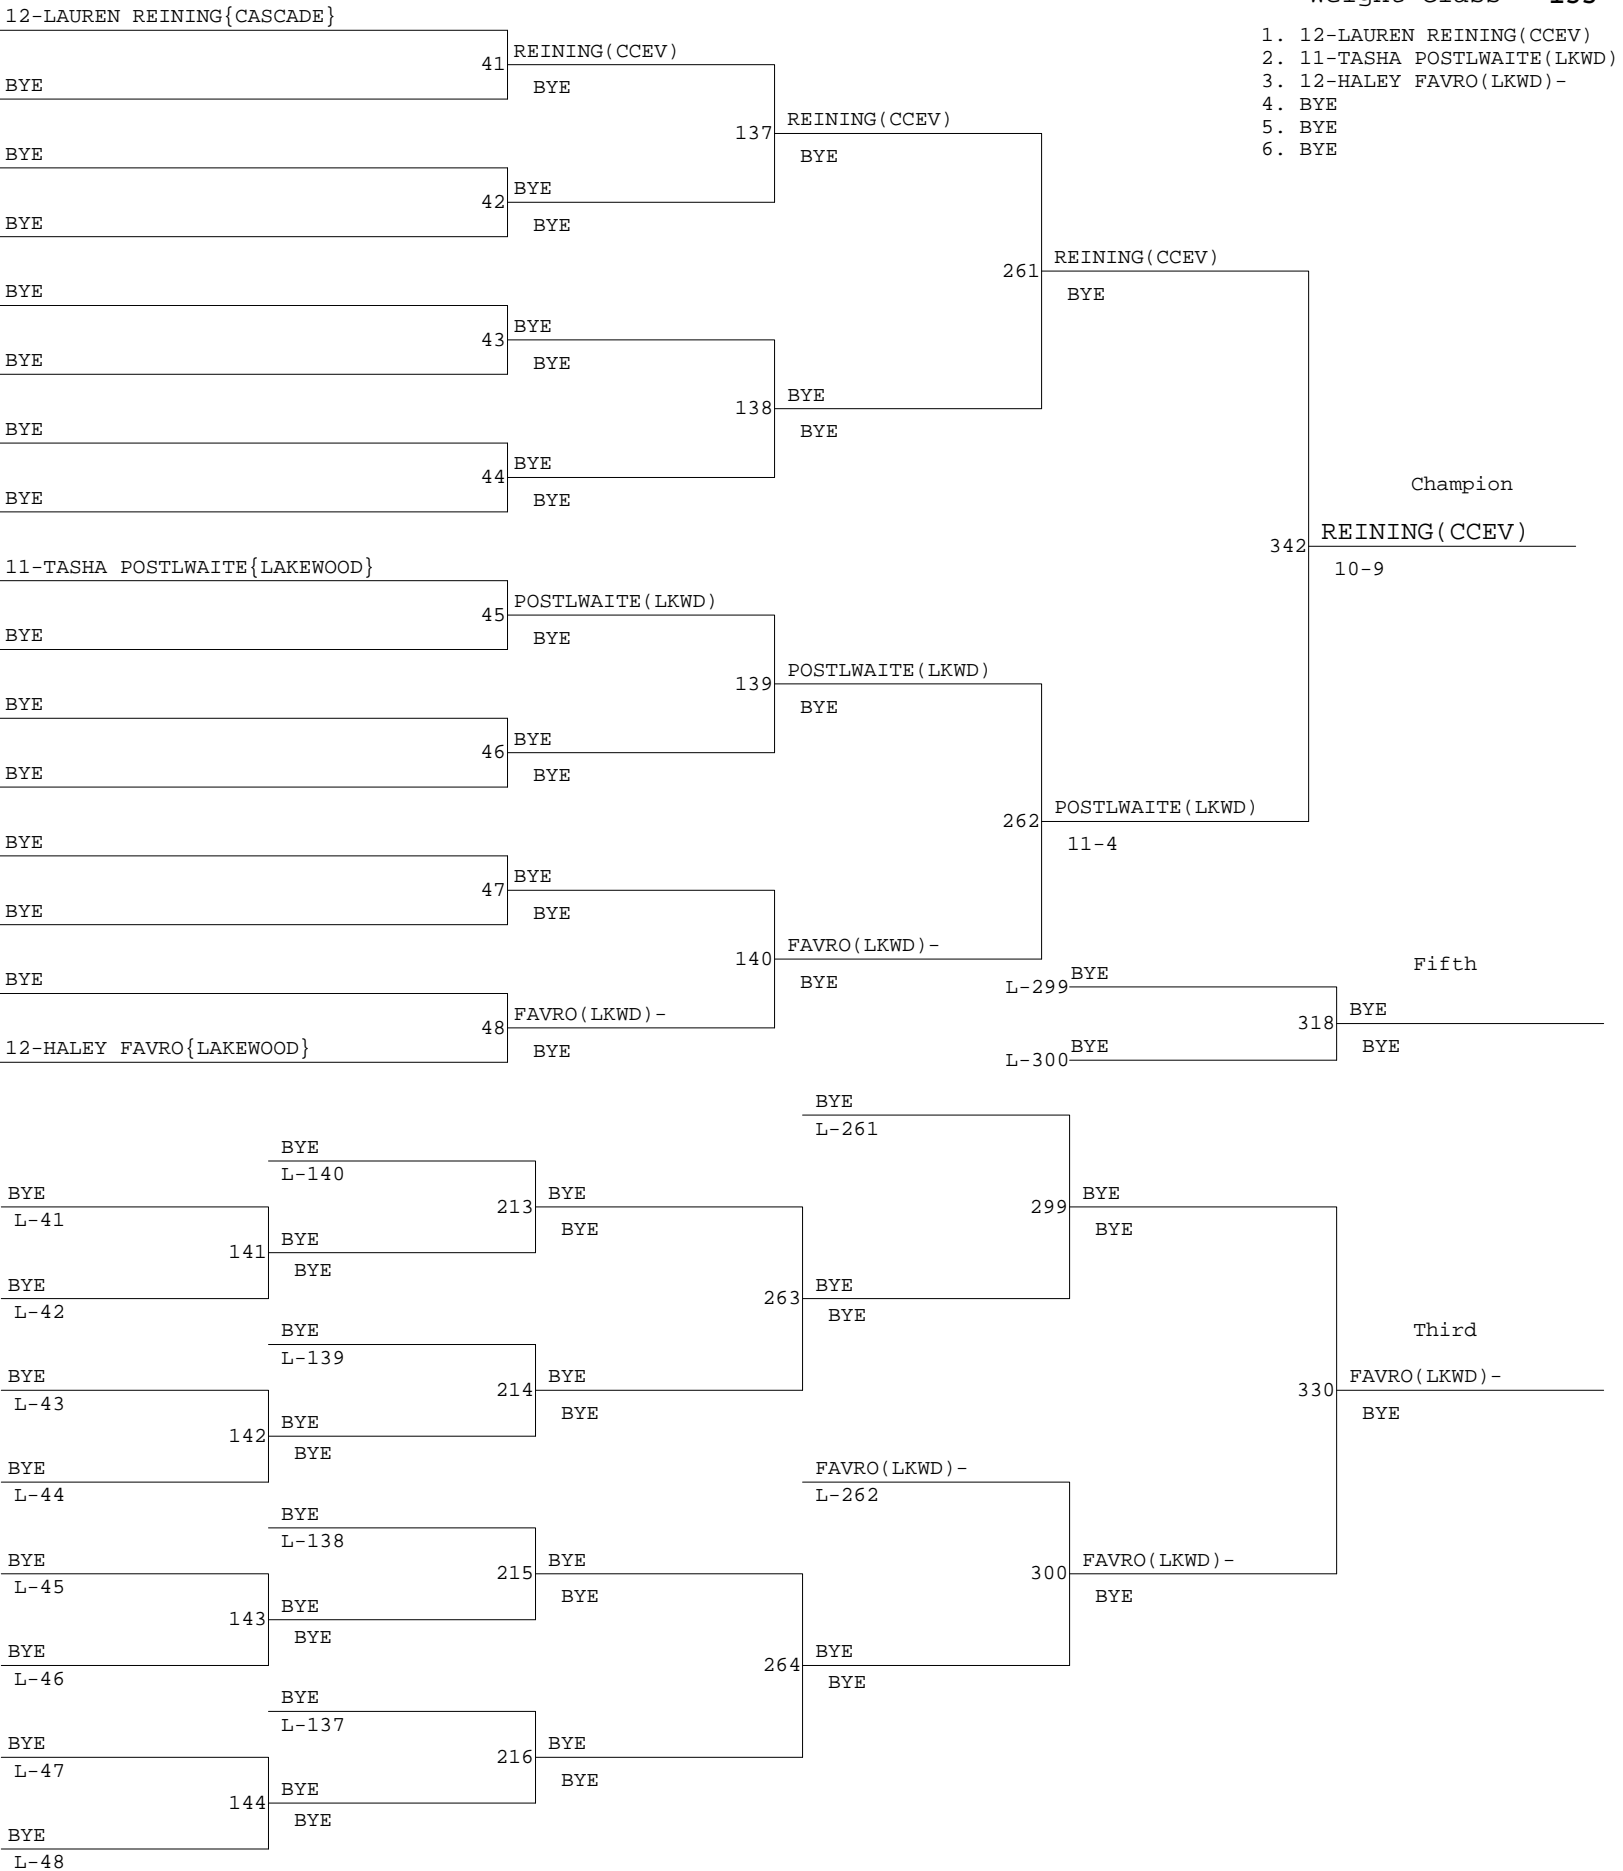 12-LAUREN REINING{CASCADE}
1. 12-LAUREN REINING(CCEV)
2. 11-TASHA POSTLWAITE(LKWD)
3. 12-HALEY FAVRO(LKWD)-
4. BYE
5. BYE
6. BYE
41 REINING(CCEV)
BYE
BYE
137 REINING(CCEV)
BYE
BYE
42 BYE
BYE
BYE
261 REINING(CCEV)
BYE
BYE
43 BYE
BYE
BYE
138 BYE
BYE
BYE
44 BYE
BYE
BYE
Champion
342 REINING(CCEV)
10-9
11-TASHA POSTLWAITE{LAKEWOOD}
45 POSTLWAITE(LKWD)
BYE
BYE
139 POSTLWAITE(LKWD)
BYE
BYE
46 BYE
BYE
BYE
262 POSTLWAITE(LKWD)
11-4
BYE
47 BYE
BYE
BYE
140 FAVRO(LKWD)-
BYE
BYE
48 FAVRO(LKWD)-
BYE
12-HALEY FAVRO{LAKEWOOD}
Fifth
L-299 BYE
318 BYE
BYE
L-300 BYE
BYE
L-261
BYE
L-140
BYE
L-41
213 BYE
BYE
299 BYE
BYE
141 BYE
BYE
BYE
L-42
263 BYE
BYE
BYE
L-139
Third
BYE
L-43
214 BYE
BYE
330 FAVRO(LKWD)-
BYE
142 BYE
BYE
BYE
L-44
FAVRO(LKWD)-
L-262
BYE
L-138
BYE
L-45
215 BYE
BYE
300 FAVRO(LKWD)-
BYE
143 BYE
BYE
BYE
L-46
264 BYE
BYE
BYE
L-137
BYE
L-47
216 BYE
BYE
144 BYE
BYE
BYE
L-48